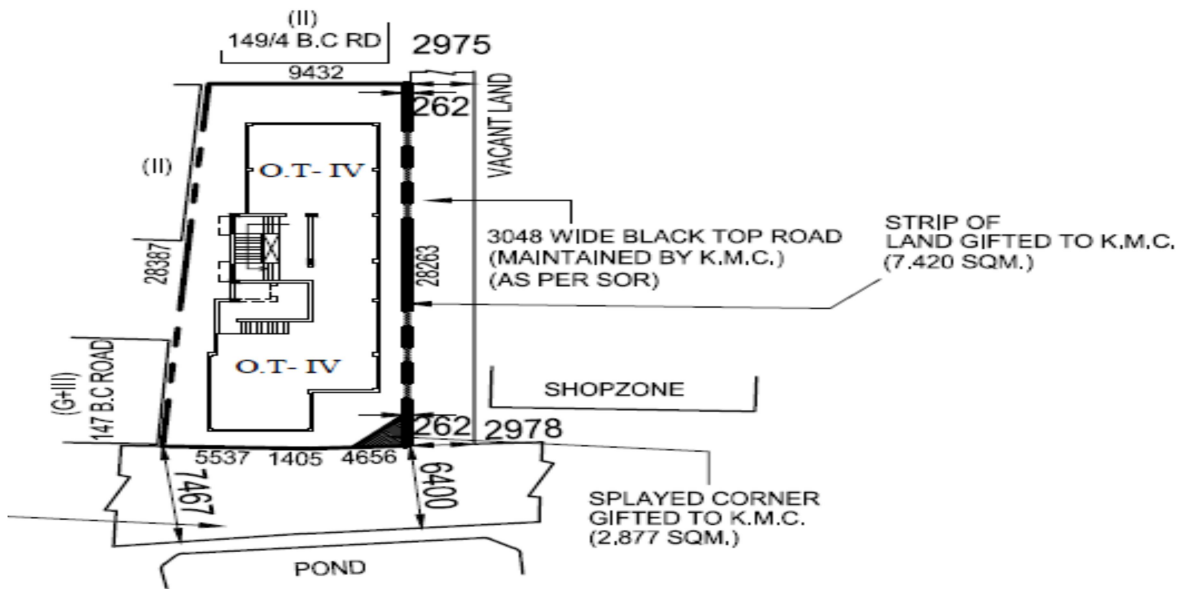 (II)
149/4 B.C RD
2975
9432
262
VACANT LAND
(II)
O.T- IV
3048 WIDE BLACK TOP ROAD
(MAINTAINED BY K.M.C.)
(AS PER SOR)
STRIP OF
LAND GIFTED TO K.M.C.
(7.420 SQM.)
28387
28263
(G+III)
147 B.C ROAD
O.T- IV
SHOPZONE
262
2978
5537
1405
4656
7467
6400
SPLAYED CORNER
GIFTED TO K.M.C.
(2.877 SQM.)
POND